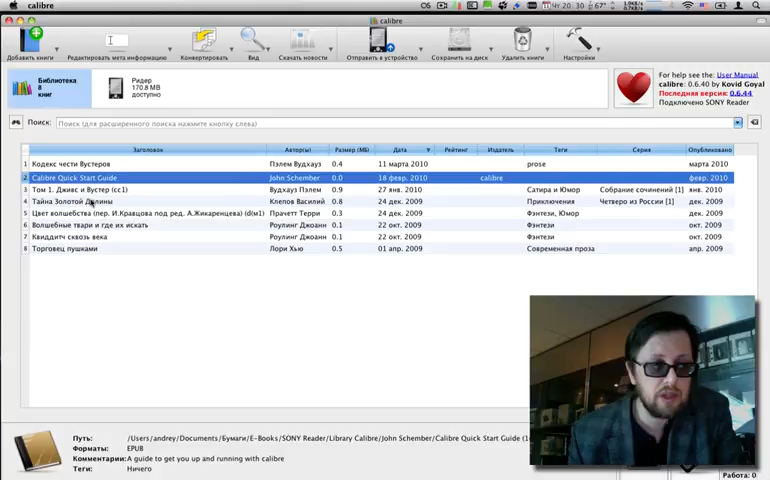 calibre
Чт 20:30
67°
calibre
Добавить книги
Редактировать мета информацию
Конвертировать
Вид
Скачать новости
Отправить в устройство
Сохранить на диск
Удалить книги
Настройки
Библиотека
8
книг
Ридер
170.8 MB
доступно
For help see the: User Manual
calibre: 0.6.40 by Kovid Goyal
Последняя версия: 0.6.44
Подключено SONY Reader
Поиск: (Поиск (для расширенного поиска нажмите кнопку слева)
Заголовок Автор(ы) Размер (МБ) Дата Рейтинг Издатель Теги Серия Опубликовано
1 Кодекс чести Вустеров Пэлем Вудхауз 0.4 11 марта 2010 prose марта 2010
2 Calibre Quick Start Guide John Schember 0.0 18 февр. 2010 calibre февр. 2010
3 Том 1. Дживс и Вустер (сс1) Вудхауз Пэлем 0.9 27 янв. 2010 Сатира и Юмор Собрание сочинений [1] янв. 2010
4 Тайна Золотой Долины Клепов Василий 0.8 24 дек. 2009 Приключения Четверо из России [1] дек. 2009
5 Цвет волшебства (пер. И.Кравцова под ред. А.Жикаренцева) (d(м1) Прачетт Терри 0.3 24 дек. 2009 Фэнтези, Юмор дек. 2009
6 Волшебные твари и где их искать Роулинг Джоанн 0.1 22 окт. 2009 Фэнтези окт. 2009
7 Квиддитч сквозь века Роулинг Джоанн 0.1 22 окт. 2009 Фэнтези окт. 2009
8 Торговец пушками Лори Хью 0.5 01 апр. 2009 Современная проза апр. 2009
Путь: /Users/andrey/Documents/Бумаги/E-Books/SONY Reader/Library Calibre/John Schember/Calibre Quick Start Guide
Форматы: EPUB
Комментарии: A guide to get you up and running with calibre
Теги: Ничего
Работа: 0